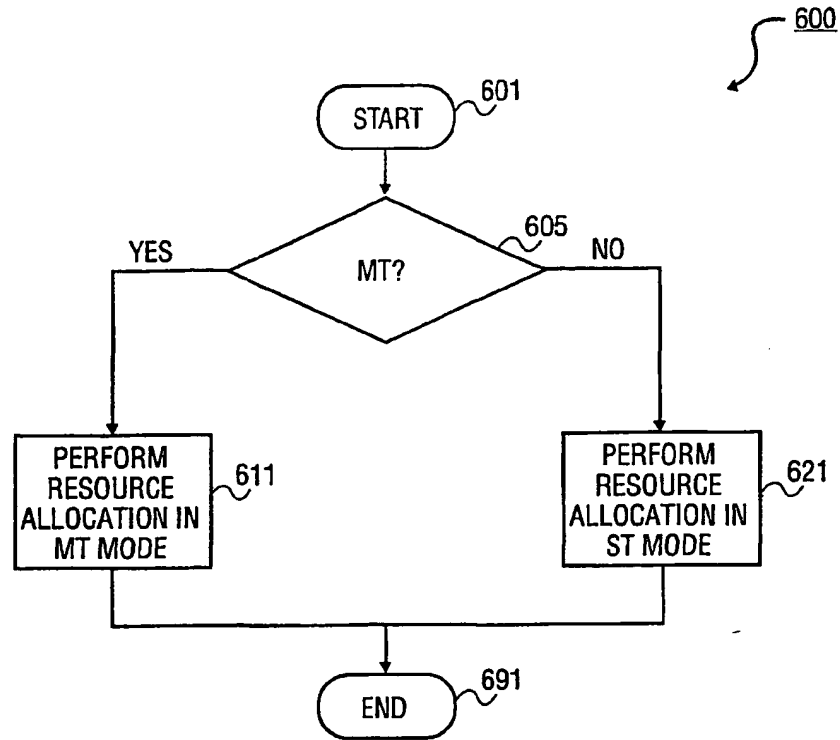 600
START
601
605
YES
MT?
NO
PERFORM
RESOURCE
ALLOCATION IN
MT MODE
611
PERFORM
RESOURCE
ALLOCATION IN
ST MODE
621
END
691